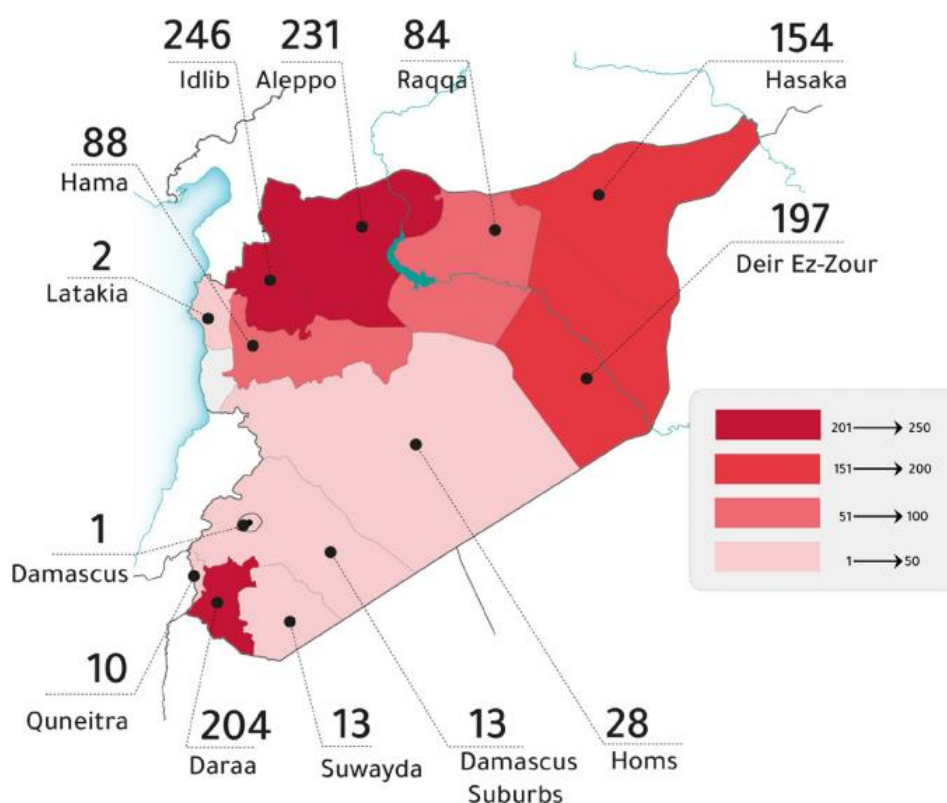 246
Idlib
231
Aleppo
84
Raqqa
154
Hasaka
88
Hama
197
Deir Ez-Zour
2
Latakia
201 → 250
151 → 200
51 → 100
1 → 50
1
Damascus
10
Quneitra
204
Daraa
13
Suwayda
13
Damascus
Suburbs
28
Homs